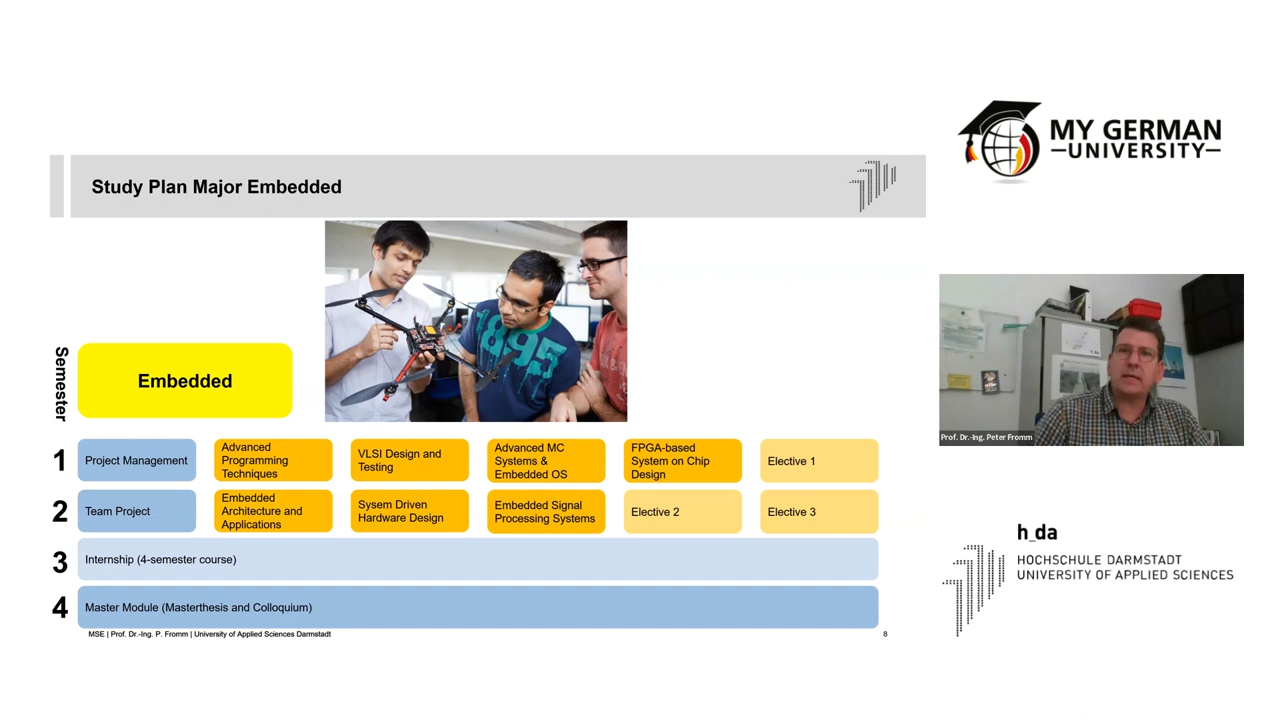 Study Plan Major Embedded
MY GERMAN
UNIVERSITY
1895
Semester
Embedded
1
Project Management
Advanced
Programming
Techniques
VLSI Design and
Testing
Advanced MC
Systems &
Embedded OS
FPGA-based
System on Chip
Design
Elective 1
2
Team Project
Embedded
Architecture and
Applications
Sysem Driven
Hardware Design
Embedded Signal
Processing Systems
Elective 2
Elective 3
3
Internship (4-semester course)
4
Master Module (Masterthesis and Colloquium)
MSE | Prof. Dr.-Ing. P. Fromm | University of Applied Sciences Darmstadt
8
Prof. Dr.-Ing. Peter Fromm
h_da
HOCHSCHULE DARMSTADT
UNIVERSITY OF APPLIED SCIENCES